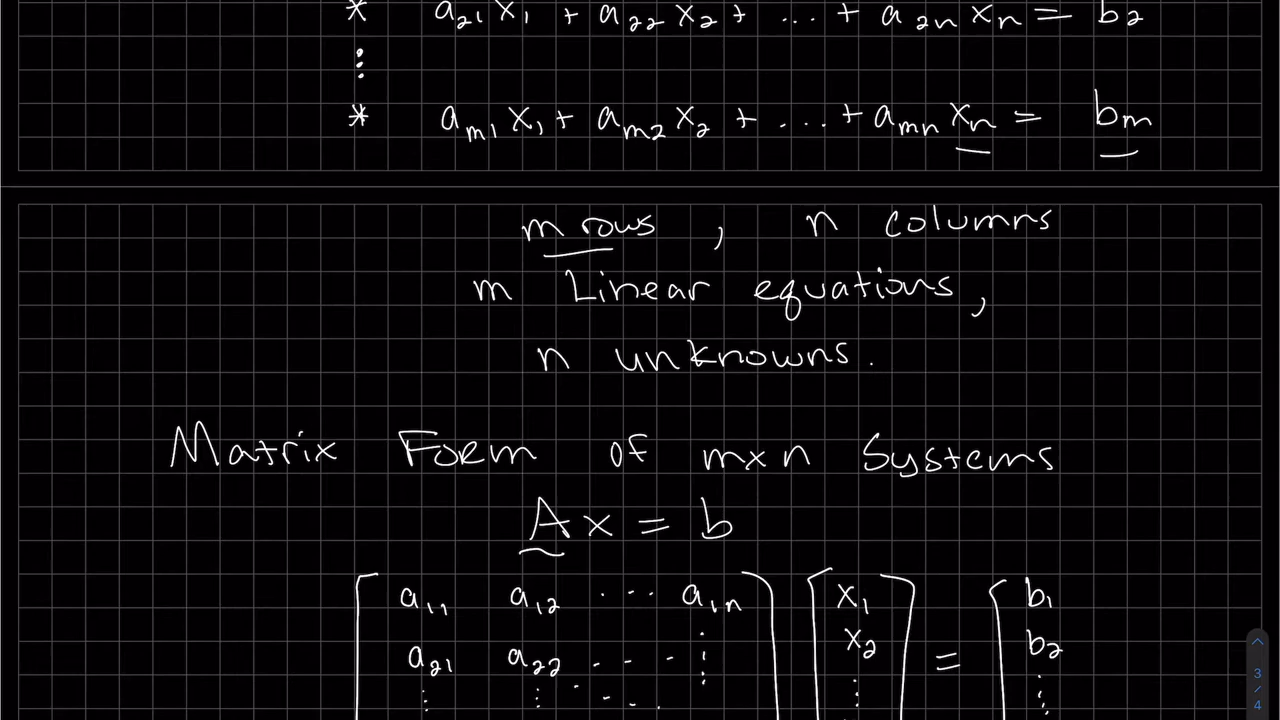 * a₂₁ x₁ + a₂₂ x₂ + ... + a₂ₙ xₙ = b₂
⋮
* aₘ₁ x₁ + aₘ₂ x₂ + ... + aₘₙ xₙ = bₘ
m rows, n columns
m Linear equations,
n unknowns.
Matrix Form of mxn Systems
Ax = b
[ a₁₁ a₁₂ ... a₁ₙ ] [ x₁ ] [ b₁
a₂₁ a₂₂ ... ⋮ x₂ = b₂
⋮ ⋮ ⋱ ... ⋮ ⋮
3
/
4